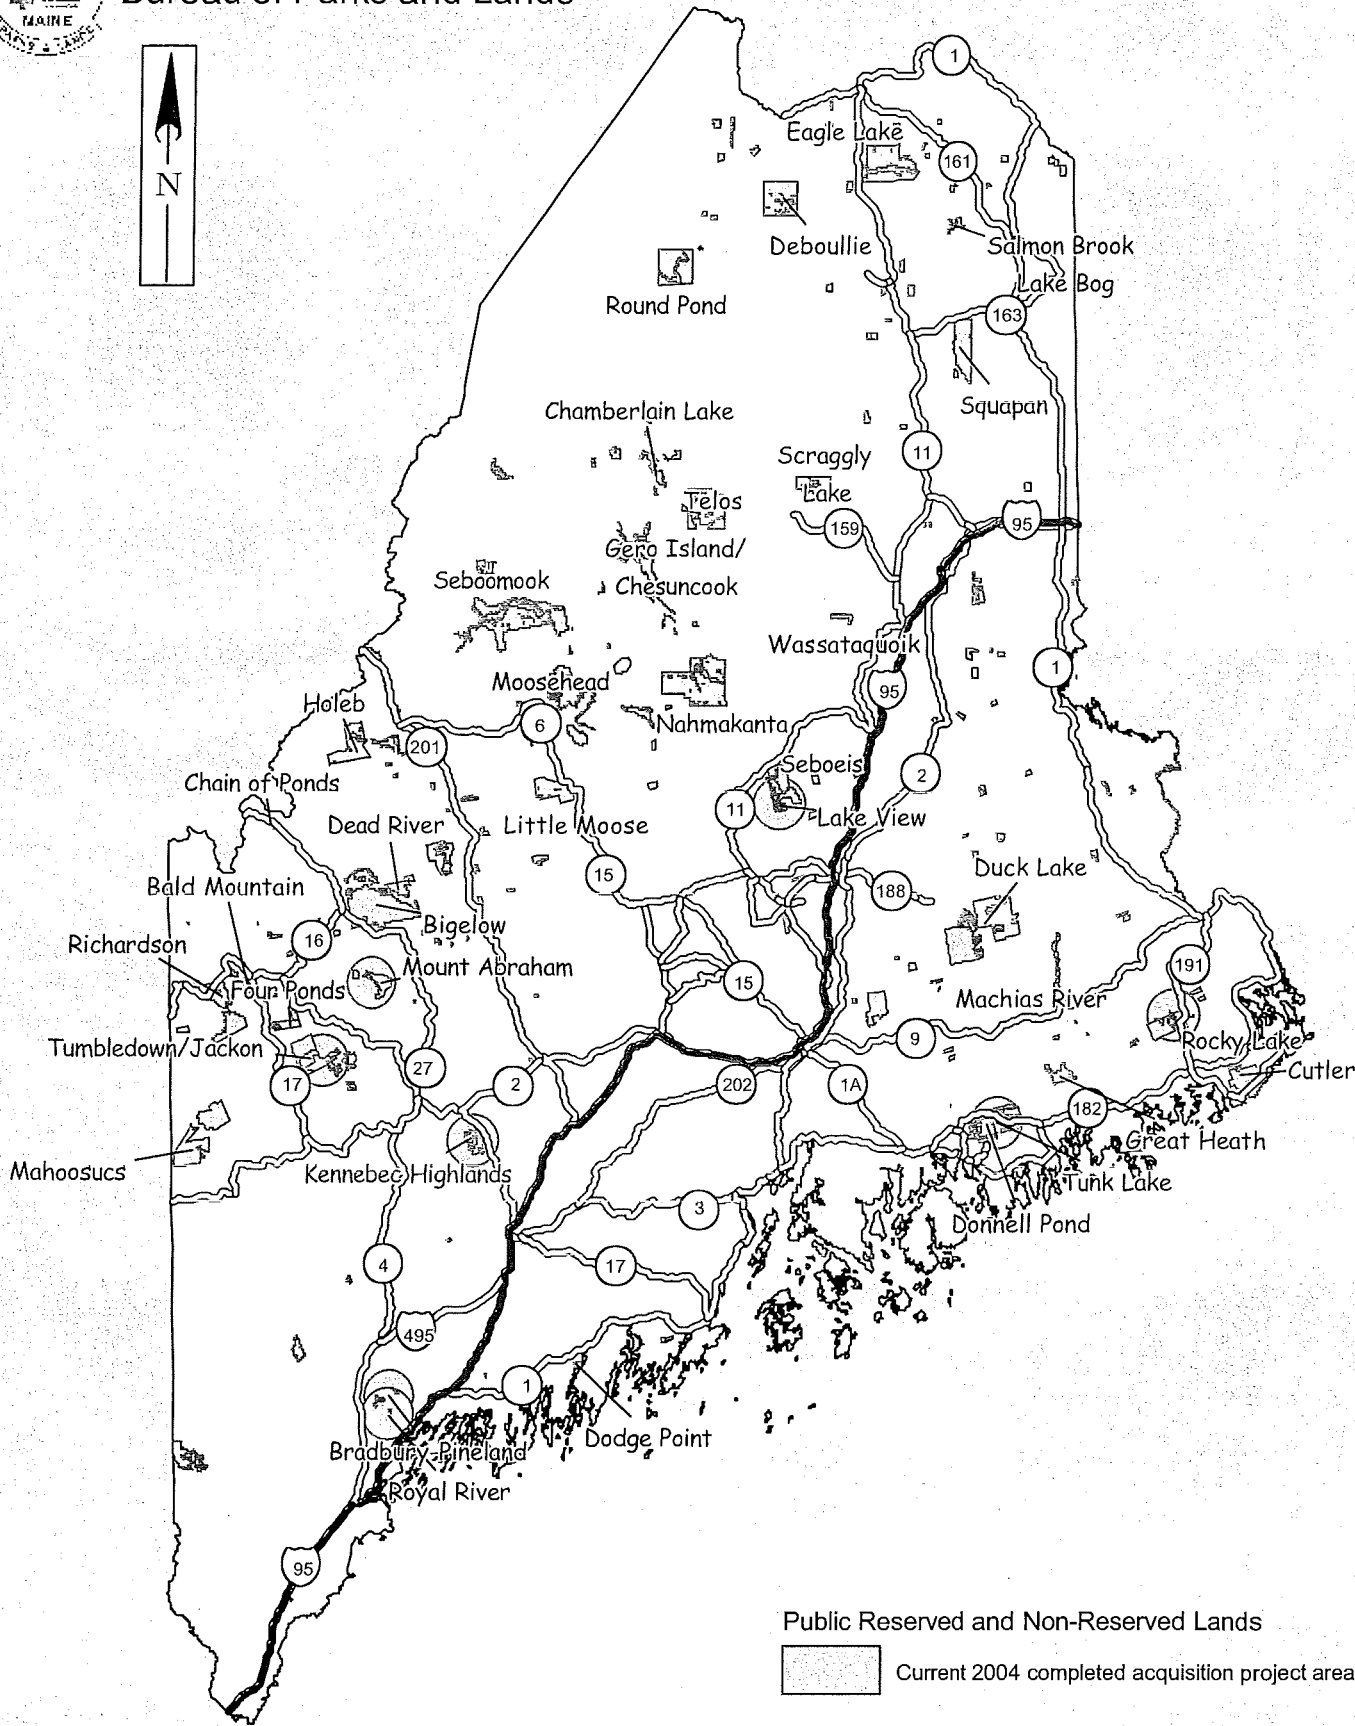 MAINE
Bureau of Parks and Lands
1
N
Eagle Lake
161
Deboullie
Salmon Brook
Lake Bog
Round Pond
163
Squapan
Chamberlain Lake
11
Scraggly
Lake
Telos
159
95
Gero Island/
Chesuncook
Seboomook
Wassataquoik
1
Moosehead
95
Holeb
6
Nahmakanta
201
Seboeis
2
Chain of Ponds
11
Lake View
Dead River
Little Moose
15
Duck Lake
Bald Mountain
188
Bigelow
16
Richardson
191
Mount Abraham
15
Four Ponds
Machias River
9
Rocky Lake
Tumbledown/Jackon
27
2
202
1A
17
Cutler
182
Great Heath
Mahoosucs
Kennebec Highlands
Tunk Lake
3
Donnell Pond
4
17
495
1
Dodge Point
Bradbury-Pineland
Royal River
95
Public Reserved and Non-Reserved Lands
Current 2004 completed acquisition project area